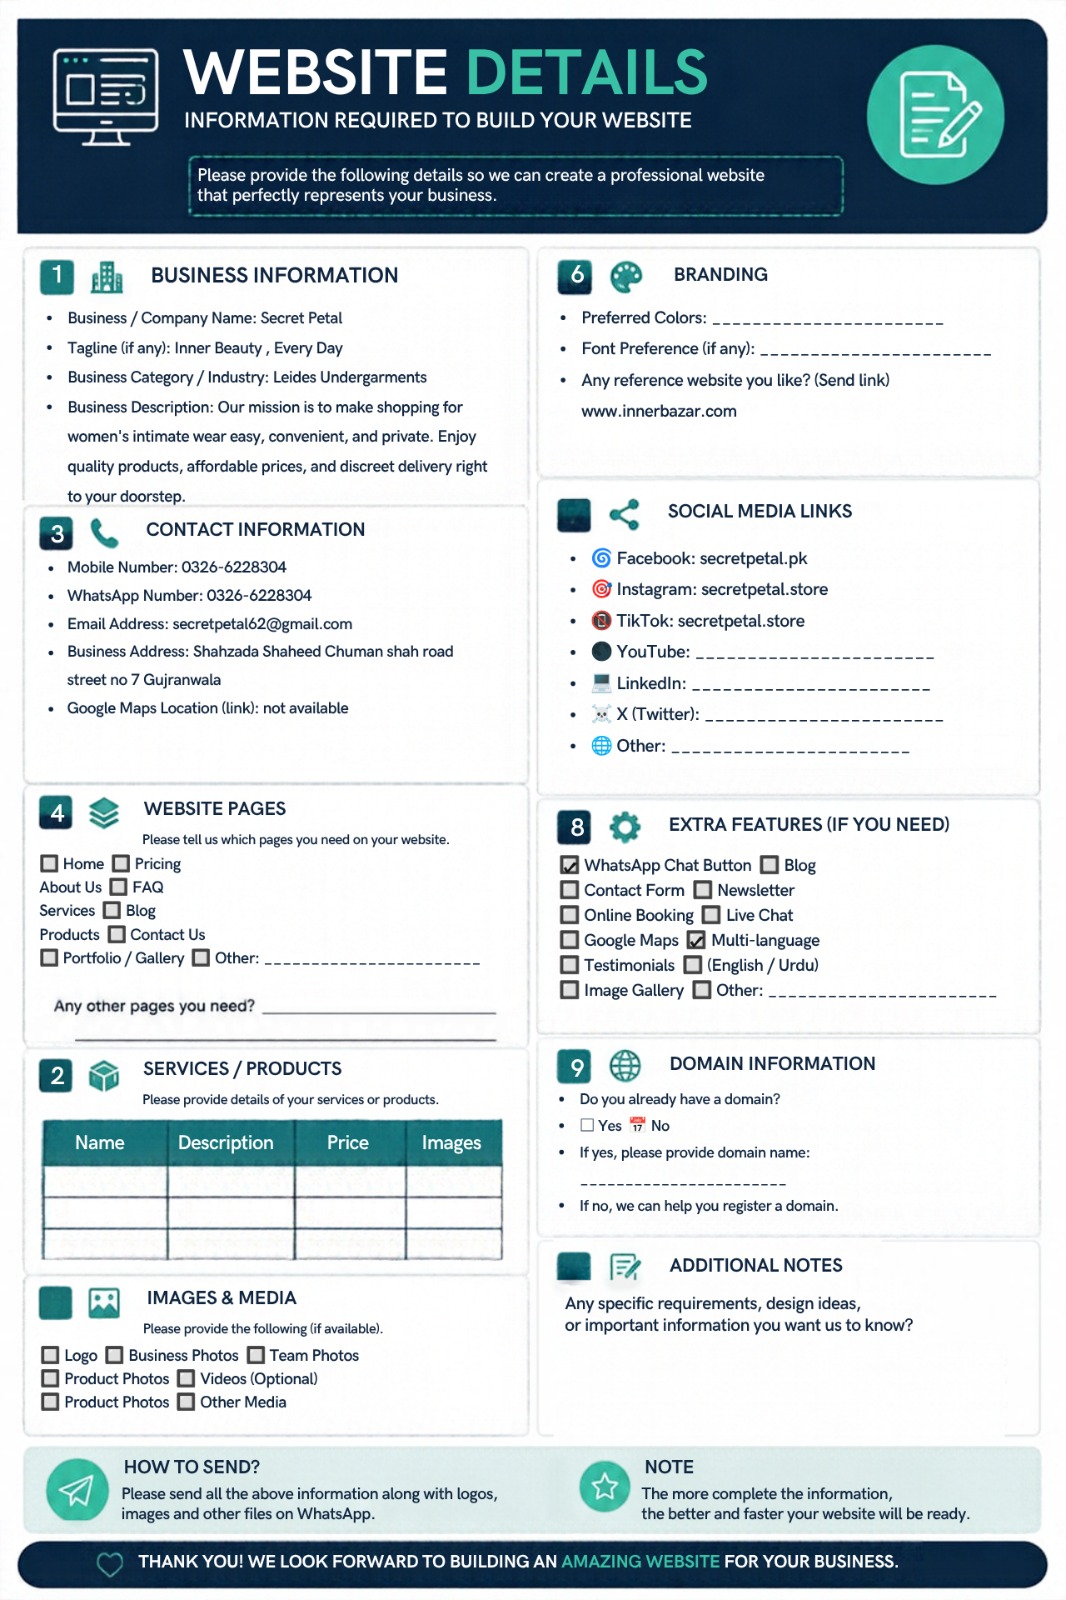 WEBSITE DETAILS
INFORMATION REQUIRED TO BUILD YOUR WEBSITE
Please provide the following details so we can create a professional website
that perfectly represents your business.
1 BUSINESS INFORMATION
• Business / Company Name: Secret Petal
• Tagline (if any): Inner Beauty , Every Day
• Business Category / Industry: Leides Undergarments
• Business Description: Our mission is to make shopping for
women's intimate wear easy, convenient, and private. Enjoy
quality products, affordable prices, and discreet delivery right
to your doorstep.
3 CONTACT INFORMATION
• Mobile Number: 0326-6228304
• WhatsApp Number: 0326-6228304
• Email Address: secretpetal62@gmail.com
• Business Address: Shahzada Shaheed Chuman shah road
street no 7 Gujranwala
• Google Maps Location (link): not available
4 WEBSITE PAGES
Please tell us which pages you need on your website.
☐ Home ☐ Pricing
About Us ☐ FAQ
Services ☐ Blog
Products ☐ Contact Us
☐ Portfolio / Gallery ☐ Other: _______________________
Any other pages you need? _______________________
2 SERVICES / PRODUCTS
Please provide details of your services or products.
Name Description Price Images
IMAGES & MEDIA
Please provide the following (if available).
☐ Logo ☐ Business Photos ☐ Team Photos
☐ Product Photos ☐ Videos (Optional)
☐ Product Photos ☐ Other Media
6 BRANDING
• Preferred Colors: _______________________
• Font Preference (if any): _______________________
• Any reference website you like? (Send link)
www.innerbazar.com
SOCIAL MEDIA LINKS
• 🌀 Facebook: secretpetal.pk
• 🎯 Instagram: secretpetal.store
• 📵 TikTok: secretpetal.store
• 🌑 YouTube: _______________________
• 💻 LinkedIn: _______________________
• ☠️ X (Twitter): _______________________
• 🌐 Other: _______________________
8 EXTRA FEATURES (IF YOU NEED)
☑ WhatsApp Chat Button ☐ Blog
☐ Contact Form ☐ Newsletter
☐ Online Booking ☐ Live Chat
☐ Google Maps ☑ Multi-language
☐ Testimonials ☐ (English / Urdu)
☐ Image Gallery ☐ Other: _______________________
9 DOMAIN INFORMATION
• Do you already have a domain?
• ☐ Yes 📅 No
• If yes, please provide domain name:
_____________________
• If no, we can help you register a domain.
ADDITIONAL NOTES
Any specific requirements, design ideas,
or important information you want us to know?
HOW TO SEND?
Please send all the above information along with logos,
images and other files on WhatsApp.
NOTE
The more complete the information,
the better and faster your website will be ready.
THANK YOU! WE LOOK FORWARD TO BUILDING AN AMAZING WEBSITE FOR YOUR BUSINESS.